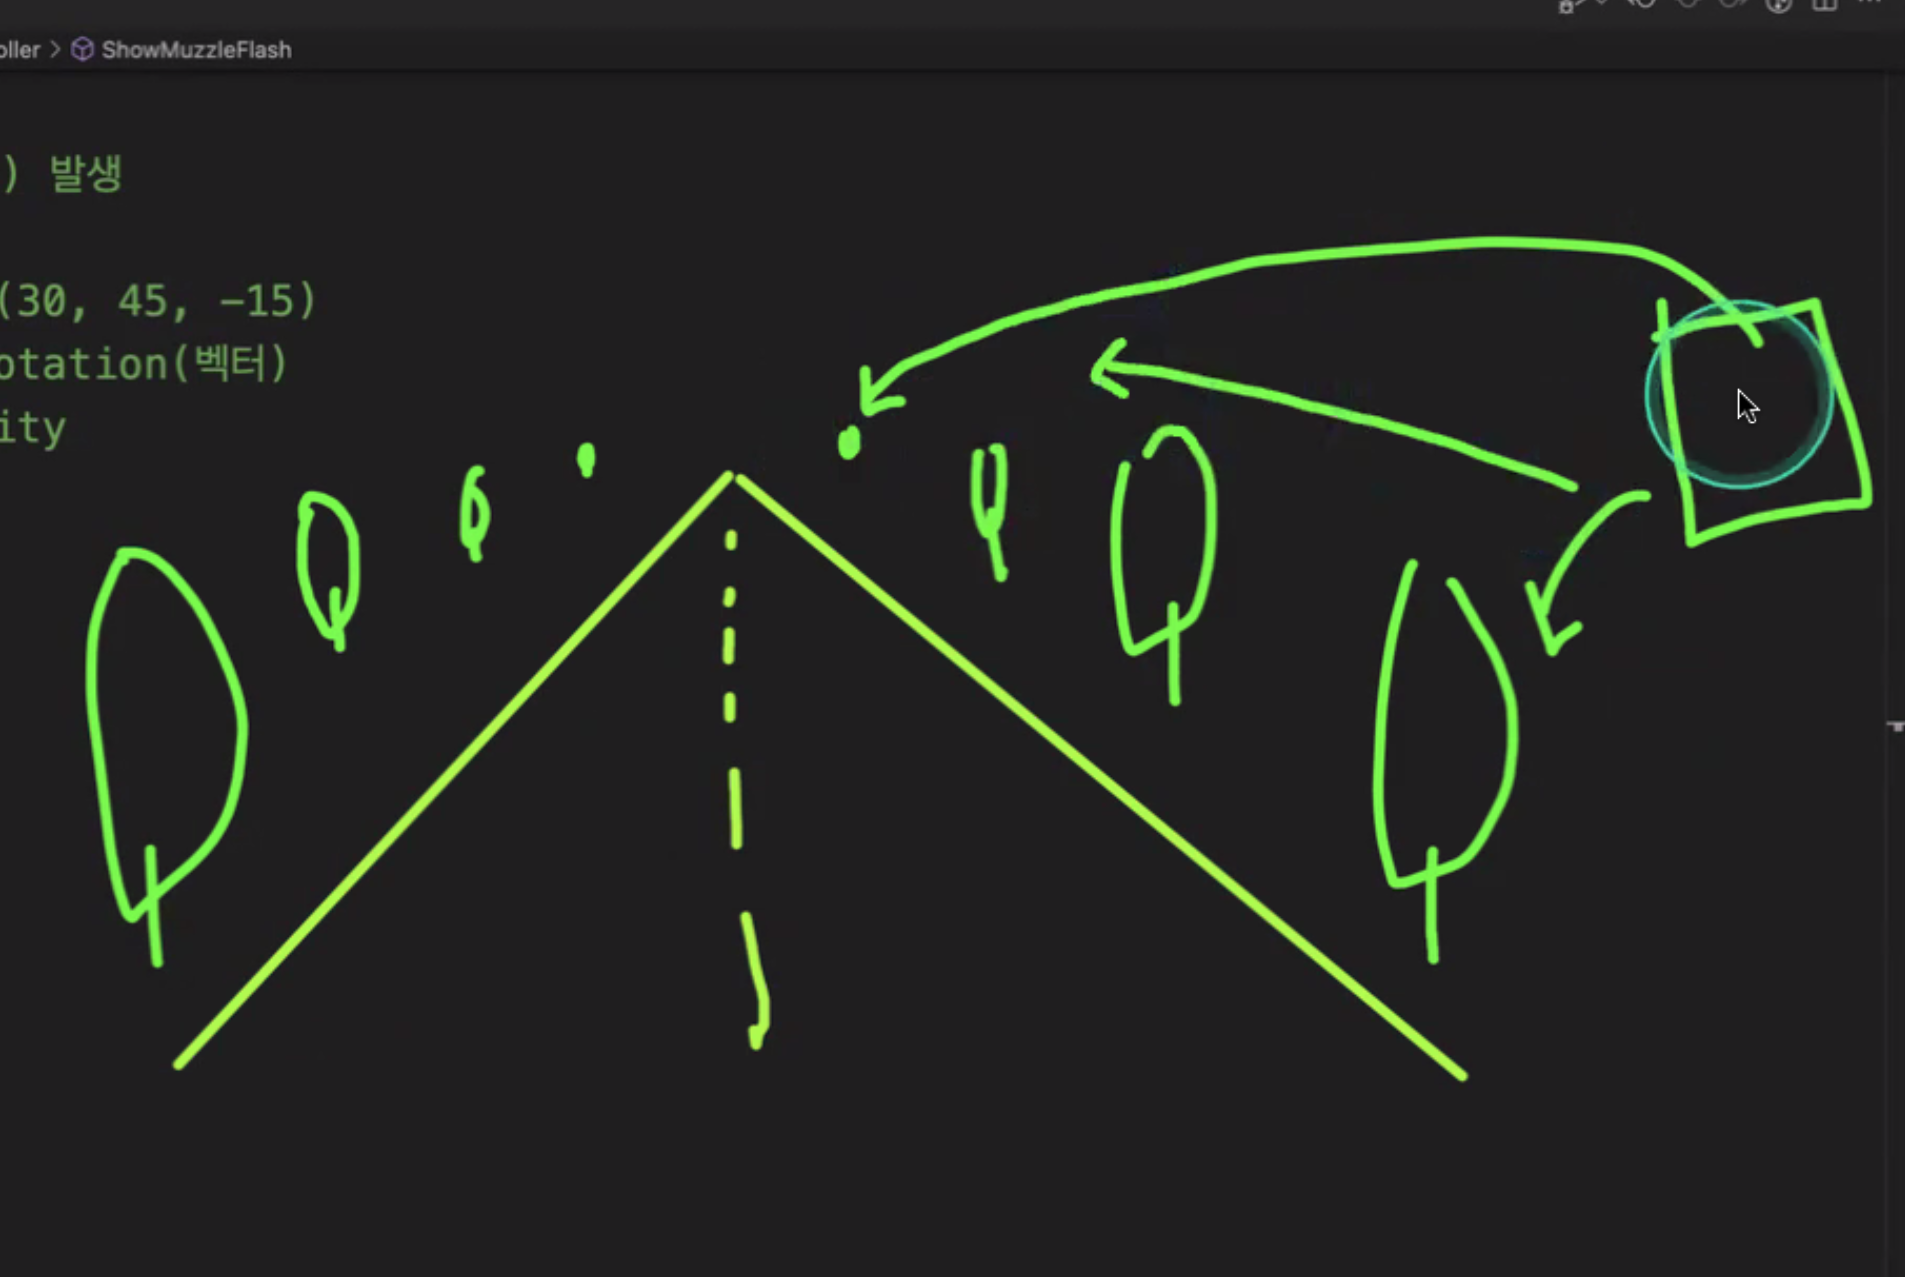 oller > ShowMuzzleFlash
) 발생
(30, 45, -15)
otation(벡터)
ity